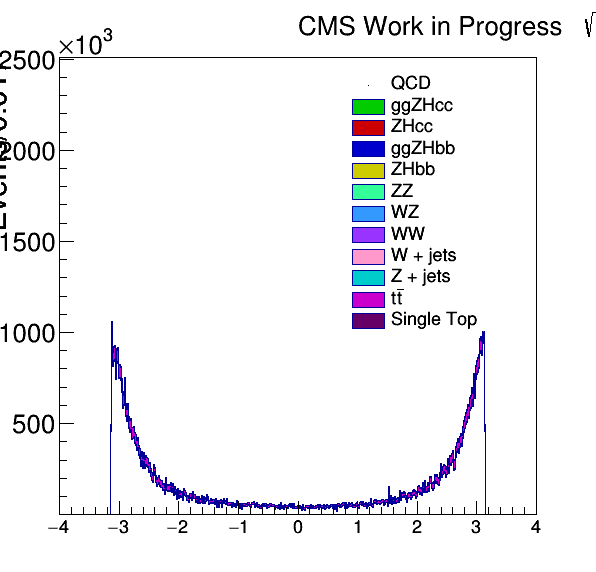 CMS Work in Progress √
×10³
2500
2000
1500
1000
500
QCD
ggZHcc
ZHcc
ggZHbb
ZHbb
ZZ
WZ
WW
W + jets
Z + jets
tt̄
Single Top
−4 −3 −2 −1 0 1 2 3 4